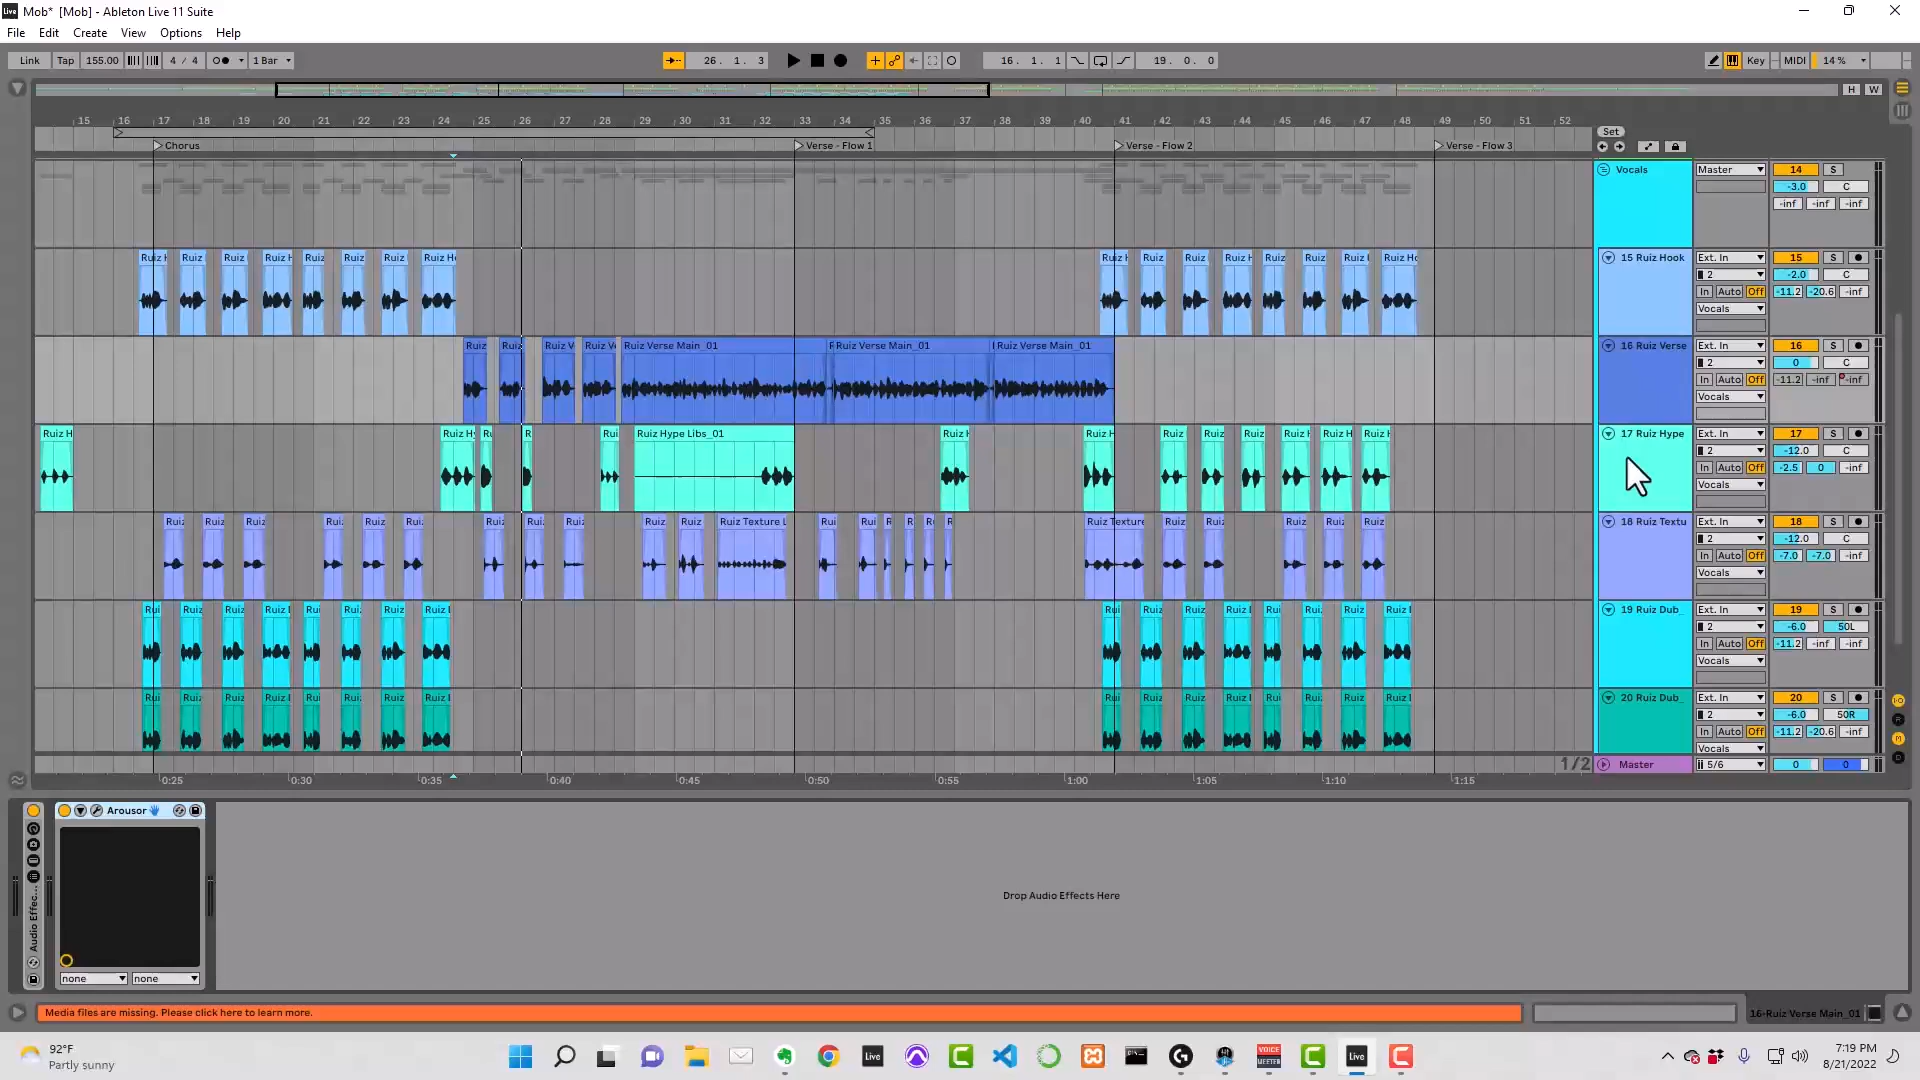 Mob* [Mob] - Ableton Live 11 Suite
File Edit Create View Options Help
Link Tap 155.00 4 / 4 1 Bar 26. 1. 3 16. 1. 1 19. 0. 0 Key MIDI 14 %
H W
15 16 17 18 19 20 21 22 23 24 25 26 27 28 29 30 31 32 33 34 35 36 37 38 39 40 41 42 43 44 45 46 47 48 49 50 51 52
Set
Chorus Verse - Flow 1 Verse - Flow 2 Verse - Flow 3
Vocals Master 14 S
-3.0 C
-inf -inf -inf
Ruiz H Ruiz Ruiz Ruiz H Ruiz Ruiz Ruiz Ruiz Ho Ruiz H Ruiz Ruiz Ruiz H Ruiz Ruiz Ruiz H Ruiz Ho 15 Ruiz Hook Ext. In 15 S
2 -2.0 C
In Auto Off -11.2 -20.6 -inf
Vocals
Ruiz Ruiz Ruiz V Ruiz V Ruiz Verse Main_01 Ruiz Verse Main_01 Ruiz Verse Main_01 16 Ruiz Verse Ext. In 16 S
2 0 C
In Auto Off -11.2 -inf -inf
Vocals
Ruiz H Ruiz Hy R R Rui Ruiz Hype Libs_01 Ruiz H Ruiz H Ruiz Ruiz Ruiz Ruiz H Ruiz H Ruiz H 17 Ruiz Hype Ext. In 17 S
2 -12.0 C
In Auto Off -2.5 0 -inf
Vocals
Ruiz Ruiz Ruiz Ruiz Ruiz Ruiz Ruiz Ruiz Ruiz Ruiz Ruiz Ruiz Texture L Rui Rui R R R R Ruiz Texture Ruiz Ruiz Ruiz Ruiz Ruiz 18 Ruiz Textu Ext. In 18 S
2 -12.0 C
In Auto Off -7.0 -7.0 -inf
Vocals
Rui Ruiz Ruiz Ruiz Rui Ruiz Ruiz Ruiz Rui Ruiz Ruiz Ruiz Rui Ruiz Ruiz Ruiz 19 Ruiz Dub_ Ext. In 19 S
2 -6.0 50L
In Auto Off -11.2 -inf -inf
Vocals
Rui Ruiz Ruiz Ruiz Rui Ruiz Ruiz Ruiz Rui Ruiz Ruiz Ruiz Rui Ruiz Ruiz Ruiz 20 Ruiz Dub_ Ext. In 20 S
2 -6.0 50R
In Auto Off -11.2 -20.6 -inf
Vocals
1/2 Master 5/6 0 0
0:25 0:30 0:35 0:40 0:45 0:50 0:55 1:00 1:05 1:10 1:15
Arousor
Audio Effec...
Drop Audio Effects Here
none none
Media files are missing. Please click here to learn more.
16-Ruiz Verse Main_01
92°F
Partly sunny
Live
VOICE
MEETER
Live
7:19 PM
8/21/2022